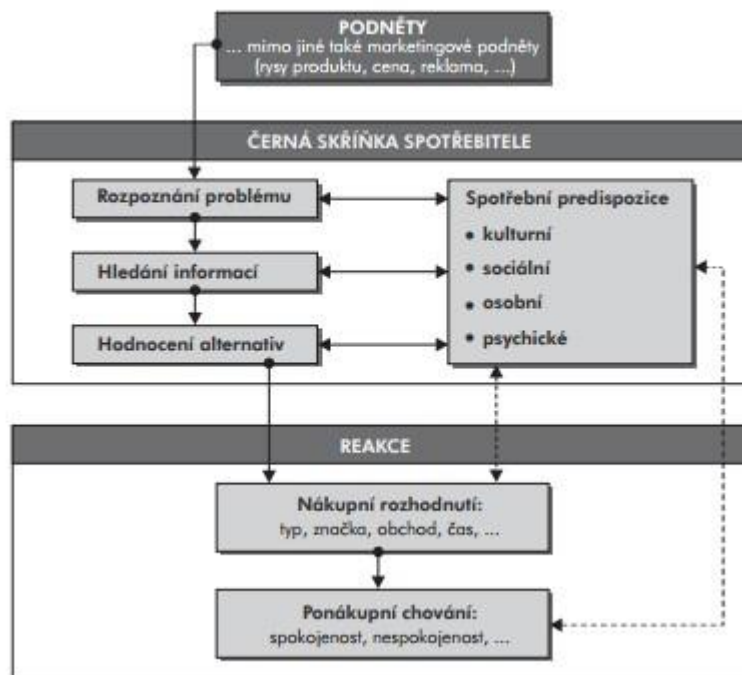 PODNĚTY
... mimo jiné také marketingové podněty
(rysy produktu, cena, reklama, ...)
ČERNÁ SKŘÍŇKA SPOTŘEBITELE
Rozpoznání problému
Hledání informací
Hodnocení alternativ
Spotřební predispozice
• kulturní
• sociální
• osobní
• psychické
REAKCE
Nákupní rozhodnutí:
typ, značka, obchod, čas, ...
Ponákupní chování:
spokojenost, nespokojenost, ...